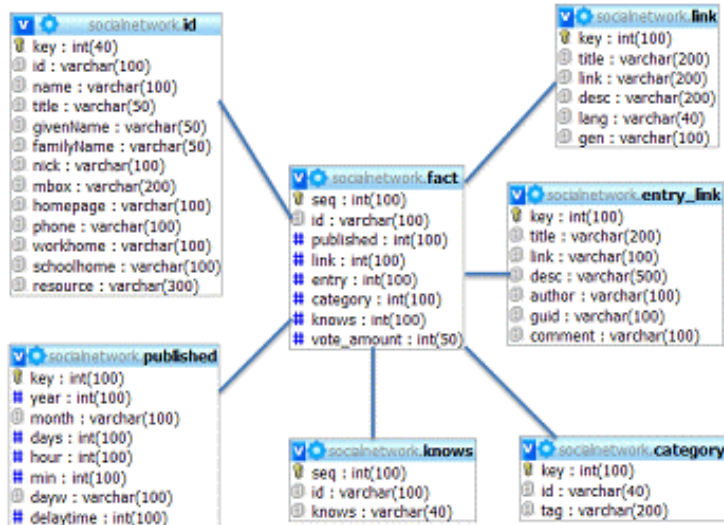 socialnetwork.id
key : int(40)
id : varchar(100)
name : varchar(100)
title : varchar(50)
givenName : varchar(50)
familyName : varchar(50)
nick : varchar(100)
mbox : varchar(200)
homepage : varchar(100)
phone : varchar(100)
workhome : varchar(100)
schoolhome : varchar(100)
resource : varchar(300)
socialnetwork.link
key : int(100)
title : varchar(200)
link : varchar(200)
desc : varchar(200)
lang : varchar(40)
gen : varchar(100)
socialnetwork.fact
seq : int(100)
id : varchar(100)
published : int(100)
link : int(100)
entry : int(100)
category : int(100)
knows : int(100)
vote_amount : int(50)
socialnetwork.entry_link
key : int(100)
title : varchar(200)
link : varchar(100)
desc : varchar(500)
author : varchar(100)
guid : varchar(100)
comment : varchar(100)
socialnetwork.published
key : int(100)
year : int(100)
month : varchar(100)
days : int(100)
hour : int(100)
min : int(100)
dayw : varchar(100)
delaytime : int(100)
socialnetwork.knows
seq : int(100)
id : varchar(100)
knows : varchar(40)
socialnetwork.category
key : int(100)
id : varchar(40)
tag : varchar(200)